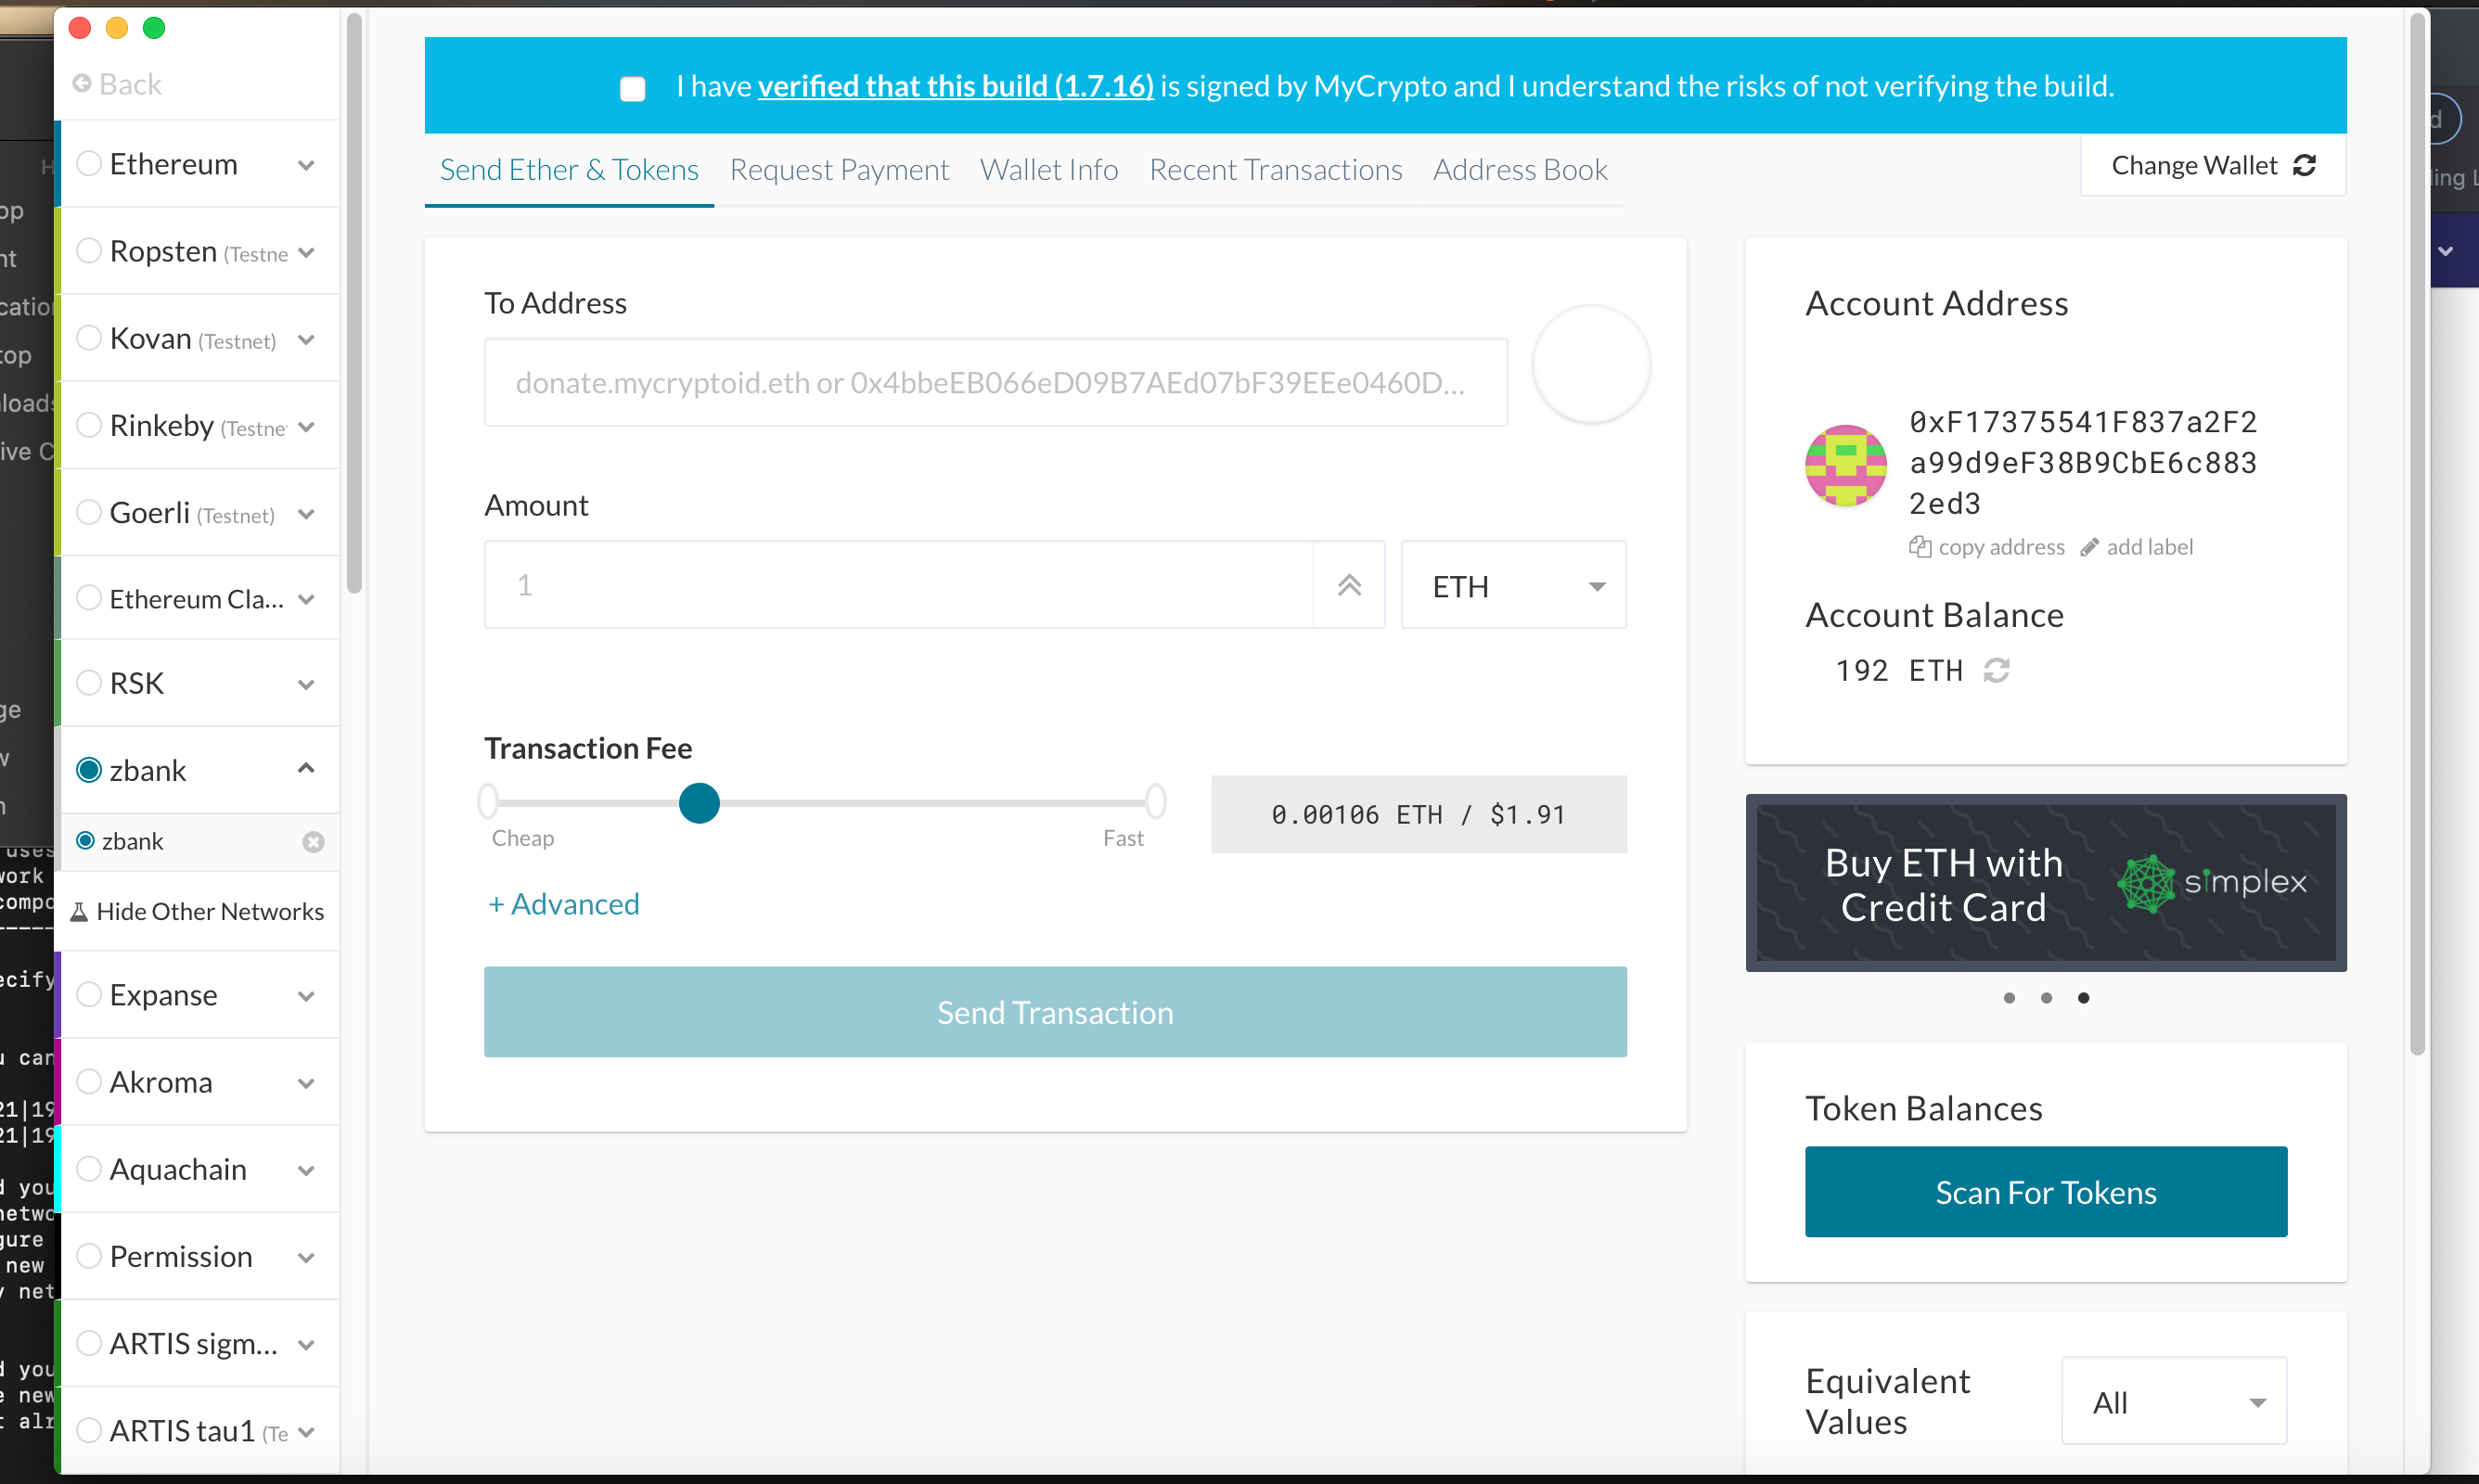 Back
Ethereum
Ropsten (Testne
Kovan (Testnet)
Rinkeby (Testne
Goerli (Testnet)
Ethereum Cla...
RSK
zbank
zbank
Hide Other Networks
Expanse
Akroma
Aquachain
Permission
ARTIS sigm...
ARTIS tau1 (Te
I have verified that this build (1.7.16) is signed by MyCrypto and I understand the risks of not verifying the build.
Send Ether & Tokens
Request Payment
Wallet Info
Recent Transactions
Address Book
Change Wallet
To Address
donate.mycryptoid.eth or 0x4bbeEB066eD09B7AEd07bF39EEe0460D...
Amount
1
ETH
Transaction Fee
Cheap
Fast
0.00106 ETH / $1.91
+ Advanced
Send Transaction
Account Address
0xF17375541F837a2F2
a99d9eF38B9CbE6c883
2ed3
copy address
add label
Account Balance
192 ETH
Buy ETH with
Credit Card
simplex
Token Balances
Scan For Tokens
Equivalent
Values
All